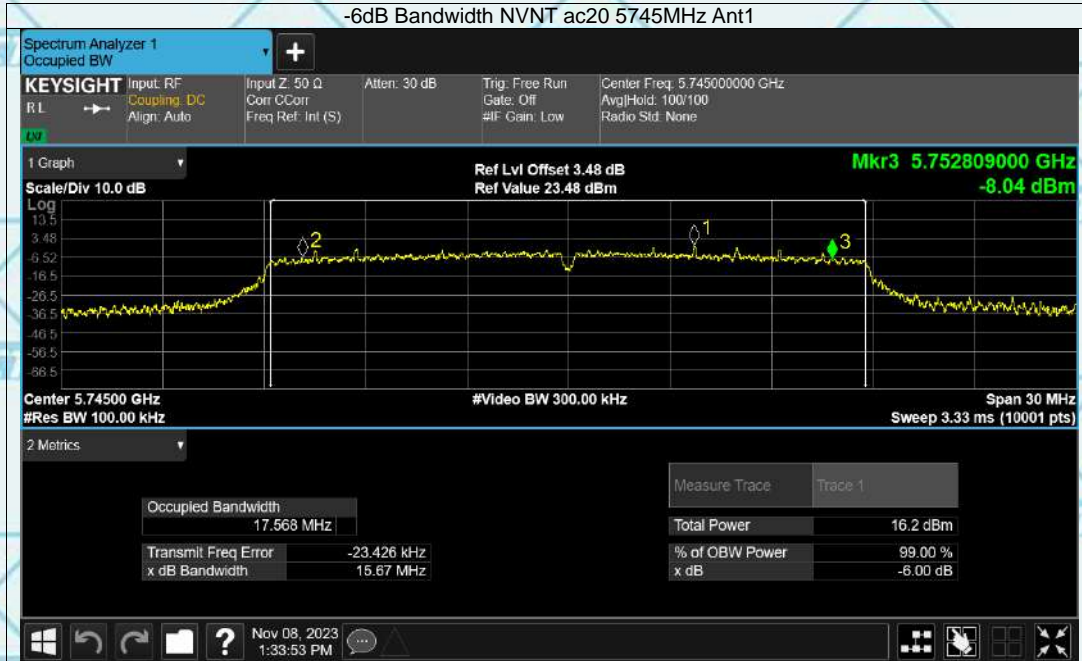 -6dB Bandwidth NVNT ac20 5745MHz Ant1
Spectrum Analyzer 1
Occupied BW
+
KEYSIGHT
R L
LXI
Input: RF
Coupling: DC
Align: Auto
Input Z: 50 Ω
Corr CCorr
Freq Ref: Int (S)
Atten: 30 dB
Trig: Free Run
Gate: Off
#IF Gain: Low
Center Freq: 5.745000000 GHz
Avg|Hold: 100/100
Radio Std: None
1 Graph
Scale/Div 10.0 dB
Ref Lvl Offset 3.48 dB
Ref Value 23.48 dBm
Mkr3 5.752809000 GHz
-8.04 dBm
Log
13.5
3.48
-6.52
-16.5
-26.5
-36.5
-46.5
-56.5
-66.5
2
1
3
Center 5.74500 GHz
#Video BW 300.00 kHz
Span 30 MHz
#Res BW 100.00 kHz
Sweep 3.33 ms (10001 pts)
2 Metrics
Measure Trace Trace 1
Occupied Bandwidth
17.568 MHz
Total Power 16.2 dBm
Transmit Freq Error -23.426 kHz
% of OBW Power 99.00 %
x dB Bandwidth 15.67 MHz
x dB -6.00 dB
?
Nov 08, 2023
1:33:53 PM